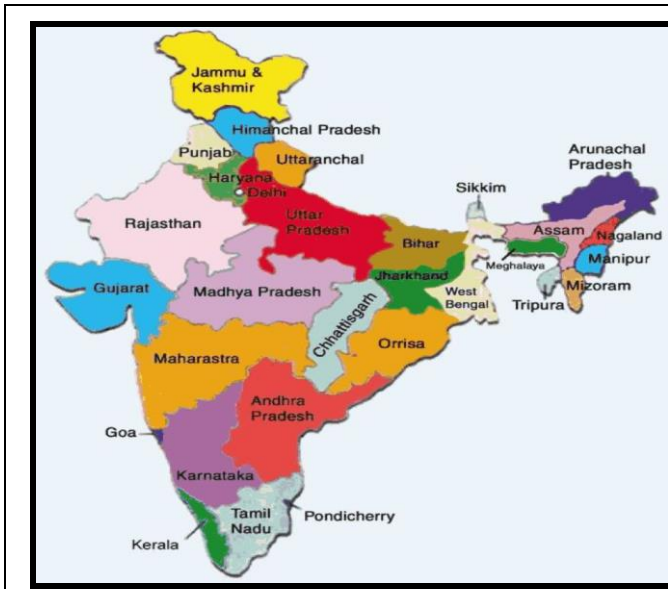 Jammu &
Kashmir
Himanchal Pradesh
Punjab
Uttaranchal
Haryana
Delhi
Arunachal
Pradesh
Sikkim
Rajasthan
Uttar
Pradesh
Bihar
Assam
Nagaland
Meghalaya
Manipur
Jharkhand
Gujarat
Madhya Pradesh
West
Bengal
Tripura
Mizoram
Chhattisgarh
Maharastra
Orrisa
Andhra
Pradesh
Goa
Karnataka
Tamil
Nadu
Pondicherry
Kerala